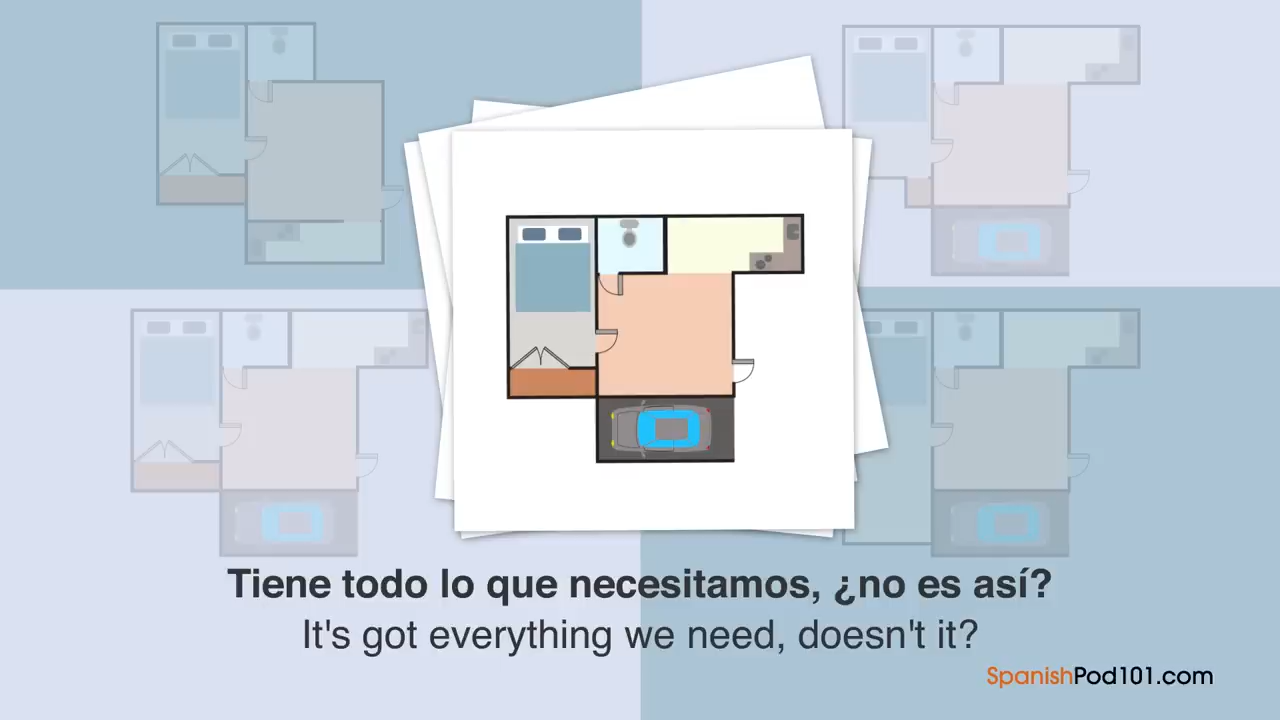 Tiene todo lo que necesitamos, ¿no es así?
It's got everything we need, doesn't it?
SpanishPod101.com